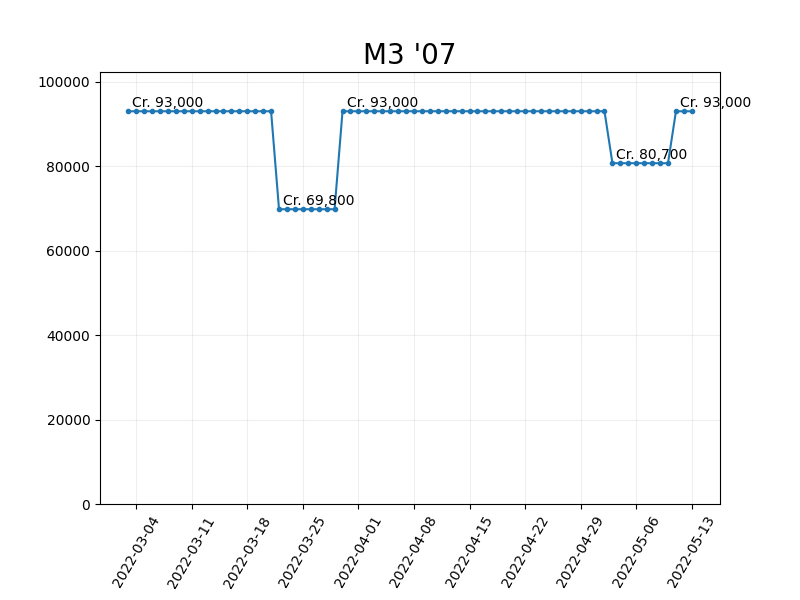 M3 '07
100000
80000
60000
40000
20000
0
Cr. 93,000
Cr. 69,800
Cr. 93,000
Cr. 80,700
Cr. 93,000
2022-03-04
2022-03-11
2022-03-18
2022-03-25
2022-04-01
2022-04-08
2022-04-15
2022-04-22
2022-04-29
2022-05-06
2022-05-13